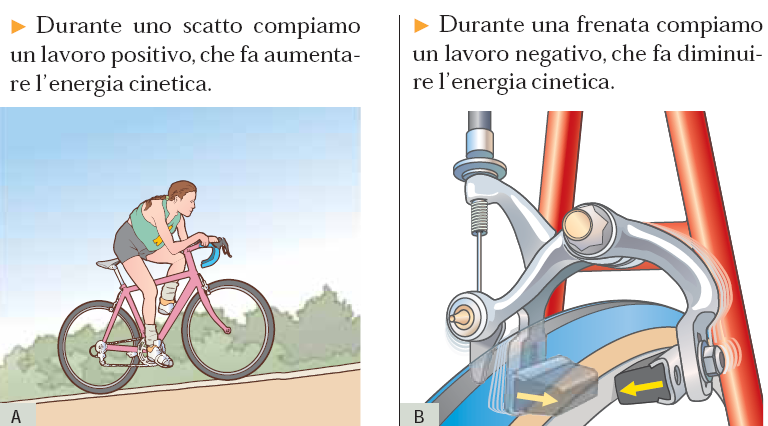 ▶ Durante uno scatto compiamo
un lavoro positivo, che fa aumenta-
re l'energia cinetica.
A
▶ Durante una frenata compiamo
un lavoro negativo, che fa diminui-
re l'energia cinetica.
B